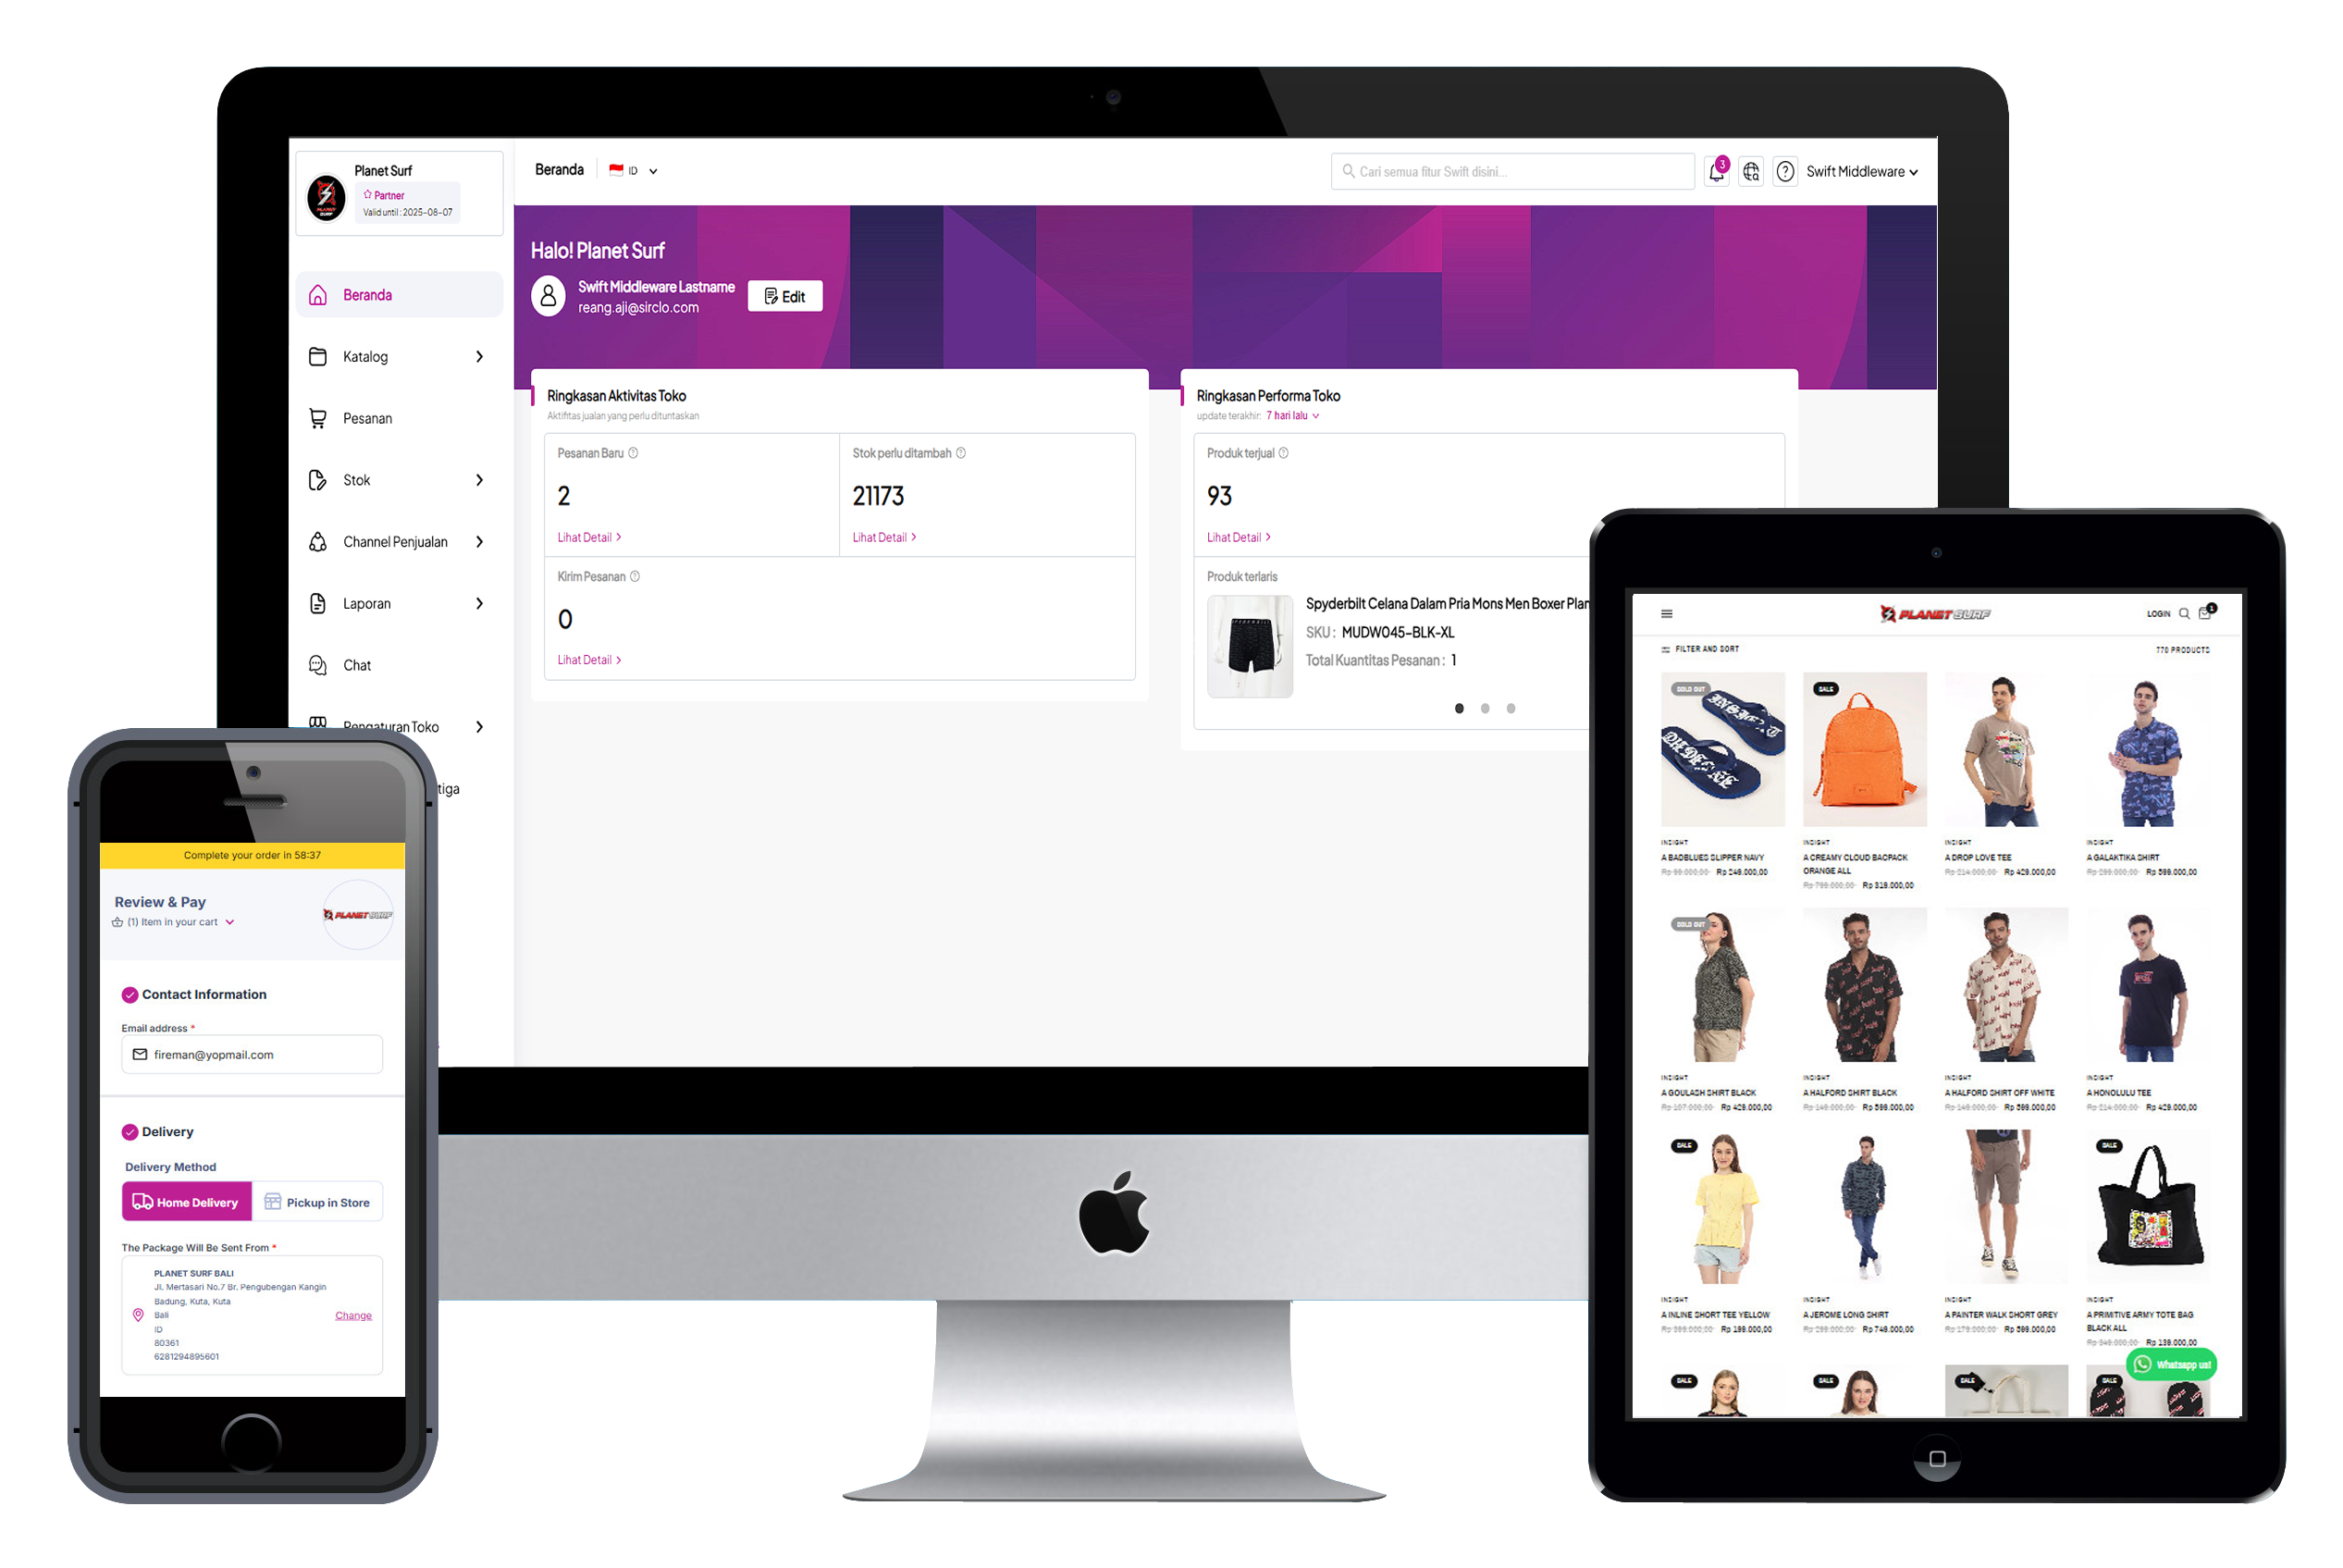 Planet Surf
Partner
Valid until : 2025-08-07
Beranda
Katalog
Pesanan
Stok
Channel Penjualan
Laporan
Chat
Pengaturan Toko
tiga
Beranda
ID
Cari semua fitur Swift disini...
3
Swift Middleware
Halo! Planet Surf
Swift Middleware Lastname
reang.aji@sirclo.com
Edit
Ringkasan Aktivitas Toko
Aktifitas jualan yang perlu dituntaskan
Pesanan Baru
2
Lihat Detail
Stok perlu ditambah
21173
Lihat Detail
Kirim Pesanan
0
Lihat Detail
Ringkasan Performa Toko
update terakhir: 7 hari lalu
Produk terjual
93
Lihat Detail
Produk terlaris
Spyderbilt Celana Dalam Pria Mons Men Boxer Plan
SKU : MUDW045-BLK-XL
Total Kuantitas Pesanan : 1
Complete your order in 58:37
Review & Pay
(1) Item in your cart
PLANET SURF
Contact Information
Email address *
fireman@yopmail.com
Delivery
Delivery Method
Home Delivery
Pickup in Store
The Package Will Be Sent From *
PLANET SURF BALI
Jl. Mertasari No.7 Br. Pengubengan Kangin
Badung, Kuta, Kuta
Bali
ID
80361
6281294895601
Change
PLANET SURF
LOGIN
1
FILTER AND SORT
770 PRODUCTS
SOLD OUT
SALE
INSIGHT
A BADBLUES SLIPPER NAVY
Rp 249.000,00
INSIGHT
A CREAMY CLOUD BACPACK
ORANGE ALL
Rp 799.000,00 Rp 319.000,00
INSIGHT
A DROP LOVE TEE
Rp 214.000,00 Rp 429.000,00
INSIGHT
A GALAKTIKA SHIRT
Rp 299.000,00 Rp 599.000,00
SOLD OUT
INSIGHT
A GOULASH SHIRT BLACK
Rp 107.000,00 Rp 429.000,00
INSIGHT
A HALFORD SHIRT BLACK
Rp 149.000,00 Rp 599.000,00
INSIGHT
A HALFORD SHIRT OFF WHITE
Rp 149.000,00 Rp 599.000,00
INSIGHT
A HONOLULU TEE
Rp 214.000,00 Rp 429.000,00
SALE
SALE
INSIGHT
A INLINE SHORT TEE YELLOW
Rp 399.000,00 Rp 199.000,00
INSIGHT
A JEROME LONG SHIRT
Rp 299.000,00 Rp 749.000,00
INSIGHT
A PAINTER WALK SHORT GREY
Rp 179.000,00 Rp 599.000,00
INSIGHT
A PRIMITIVE ARMY TOTE BAG
BLACK ALL
Rp 349.000,00 Rp 139.000,00
Whatsapp us!
SALE
SALE
SALE
SALE